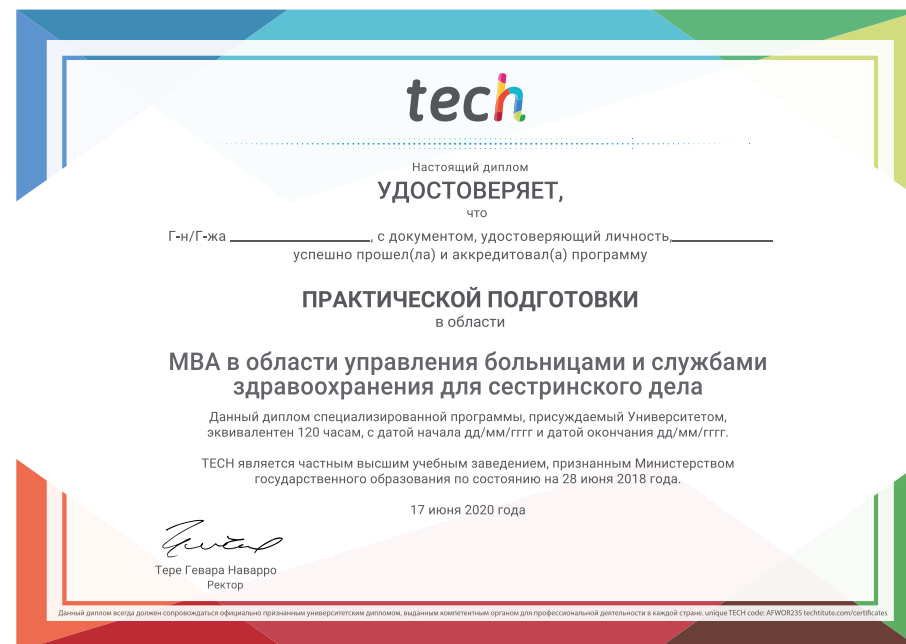 tech
Настоящий диплом
УДОСТОВЕРЯЕТ,
что
Г-н/Г-жа ____________________, с документом, удостоверяющий личность,______________
успешно прошел(ла) и аккредитовал(а) программу
ПРАКТИЧЕСКОЙ ПОДГОТОВКИ
в области
МВА в области управления больницами и службами
здравоохранения для сестринского дела
Данный диплом специализированной программы, присуждаемый Университетом,
эквивалентен 120 часам, с датой начала дд/мм/гггг и датой окончания дд/мм/гггг.
TECH является частным высшим учебным заведением, признанным Министерством
государственного образования по состоянию на 28 июня 2018 года.
17 июня 2020 года
Тере Гевара Наварро
Ректор
Данный диплом всегда должен сопровождаться официально признанным университетским дипломом, выданным компетентным органом для профессиональной деятельности в каждой стране. unique TECH code: AFWOR23S techtitute.com/certificates